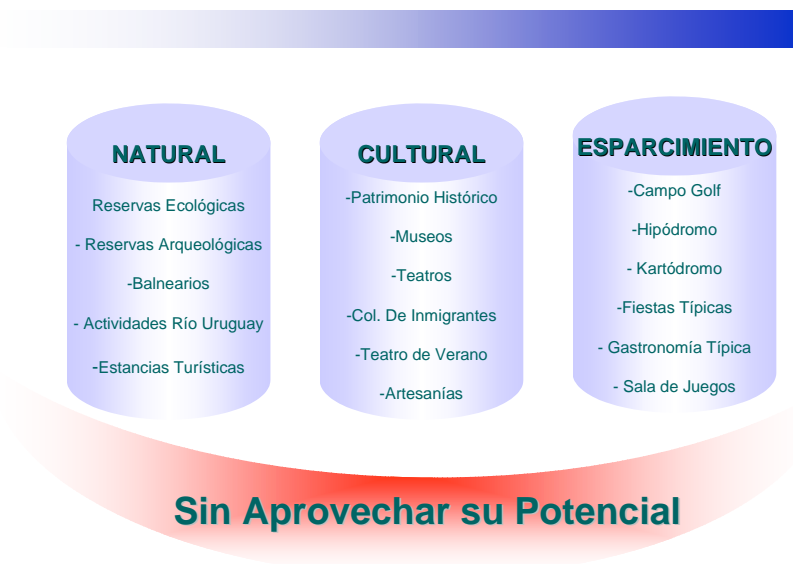 NATURAL
Reservas Ecológicas
- Reservas Arqueológicas
-Balnearios
- Actividades Río Uruguay
-Estancias Turísticas
CULTURAL
-Patrimonio Histórico
-Museos
-Teatros
-Col. De Inmigrantes
-Teatro de Verano
-Artesanías
ESPARCIMIENTO
-Campo Golf
-Hipódromo
- Kartódromo
-Fiestas Típicas
- Gastronomía Típica
- Sala de Juegos
Sin Aprovechar su Potencial